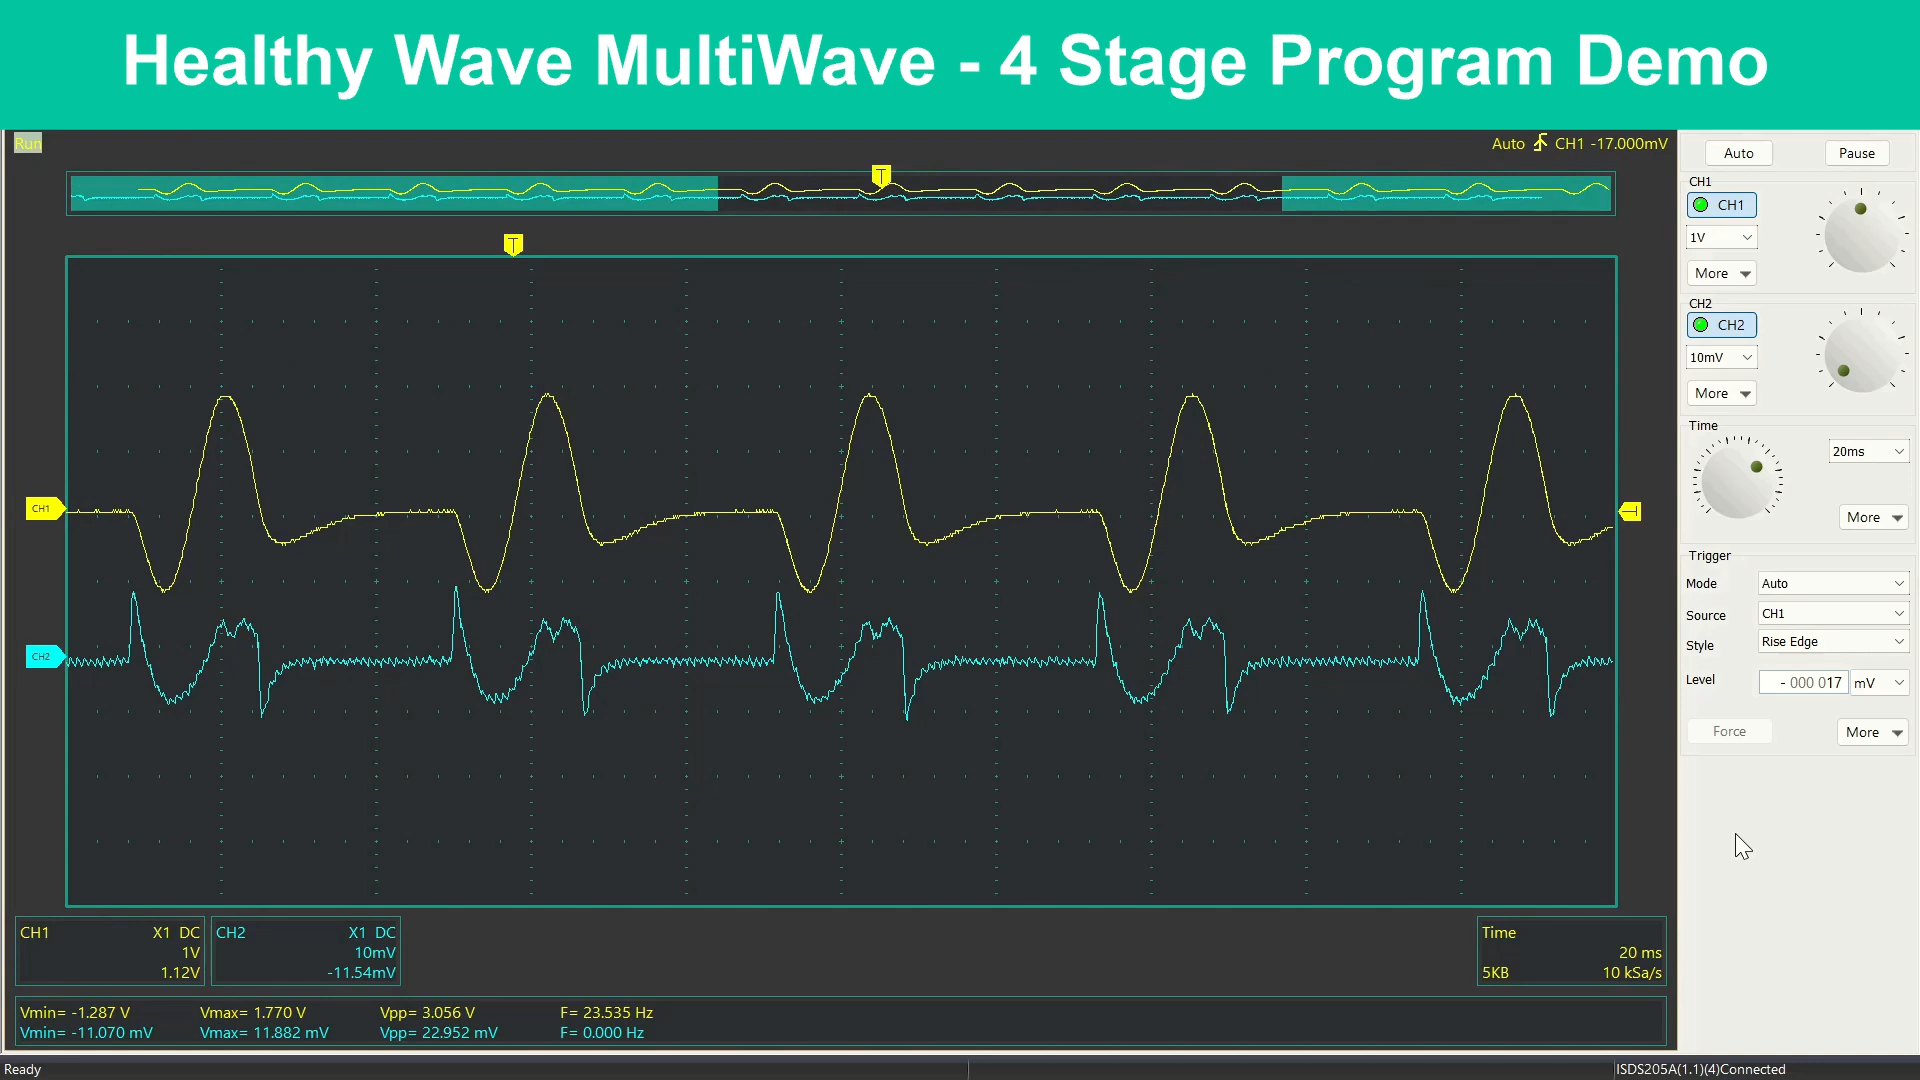 Healthy Wave MultiWave - 4 Stage Program Demo
Run
Auto CH1 -17.000mV
T
T
CH1
CH2
Auto Pause
CH1
CH1
1V
More
CH2
CH2
10mV
More
Time
20ms
More
Trigger
Mode Auto
Source CH1
Style Rise Edge
Level - 000 017 mV
Force More
CH1 X1 DC
1V
1.12V
CH2 X1 DC
10mV
-11.54mV
Time
20 ms
5KB 10 kSa/s
Vmin= -1.287 V Vmax= 1.770 V Vpp= 3.056 V F= 23.535 Hz
Vmin= -11.070 mV Vmax= 11.882 mV Vpp= 22.952 mV F= 0.000 Hz
Ready ISDS205A(1.1)(4)Connected